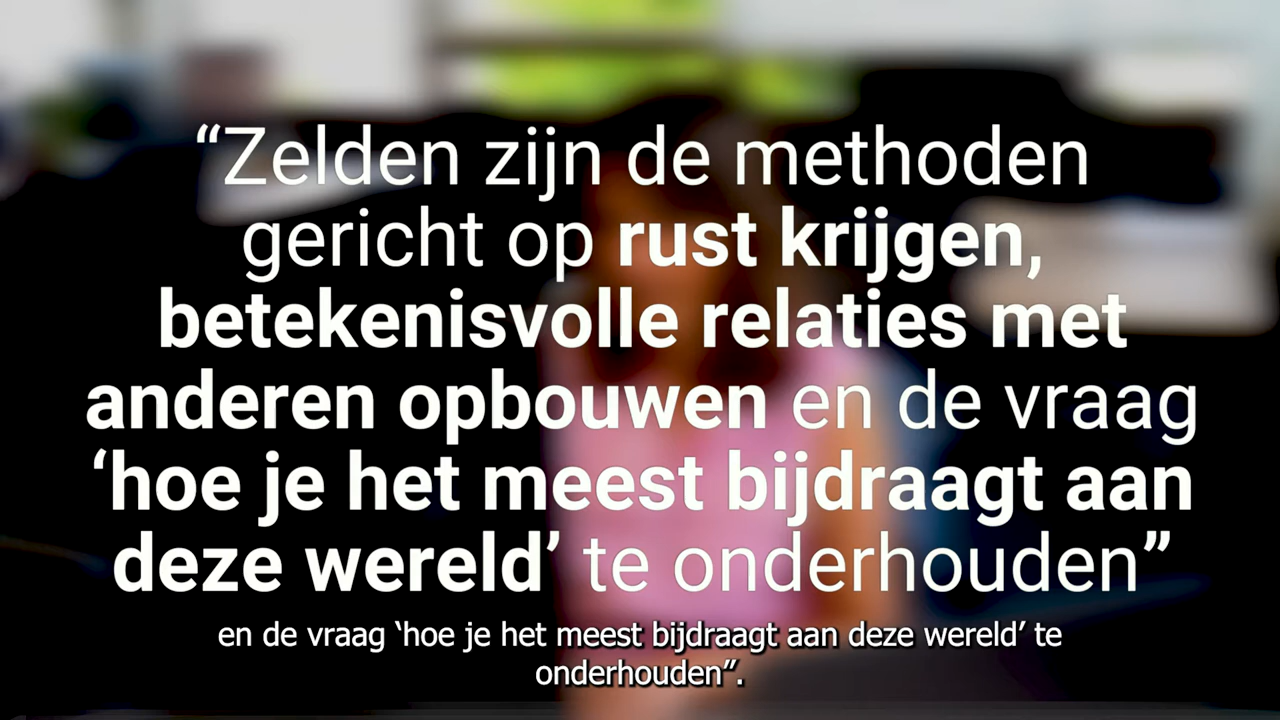 “Zelden zijn de methoden
gericht op rust krijgen,
betekenisvolle relaties met
anderen opbouwen en de vraag
‘hoe je het meest bijdraagt aan
deze wereld’ te onderhouden”
en de vraag ‘hoe je het meest bijdraagt aan deze wereld’ te
onderhouden”.